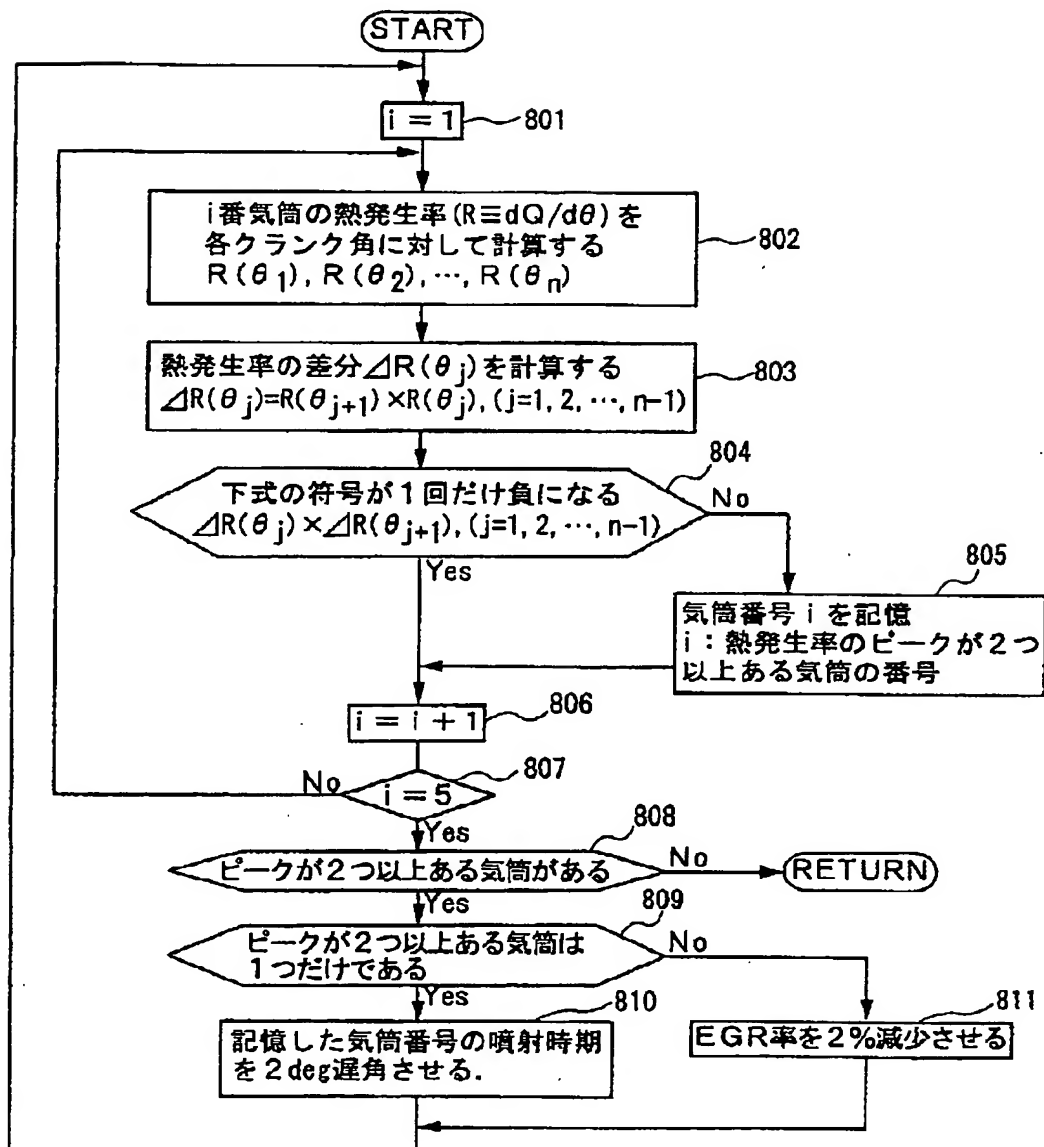 START
i=1
801
i番気筒の熱発生率(R≡dQ/dθ)を
各クランク角に対して計算する
R(θ1), R(θ2), …, R(θn)
802
熱発生率の差分⊿R(θj)を計算する
⊿R(θj)=R(θj+1)×R(θj), (j=1, 2, …, n-1)
803
804
下式の符号が1回だけ負になる
⊿R(θj)×⊿R(θj+1), (j=1, 2, …, n-1)
No
Yes
805
気筒番号iを記憶
i:熱発生率のピークが2つ
以上ある気筒の番号
806
i=i+1
807
No
i=5
Yes
808
ピークが2つ以上ある気筒がある
No
RETURN
Yes
809
ピークが2つ以上ある気筒は
1つだけである
No
Yes
810
811
記憶した気筒番号の噴射時期
を2deg遅角させる.
EGR率を2%減少させる